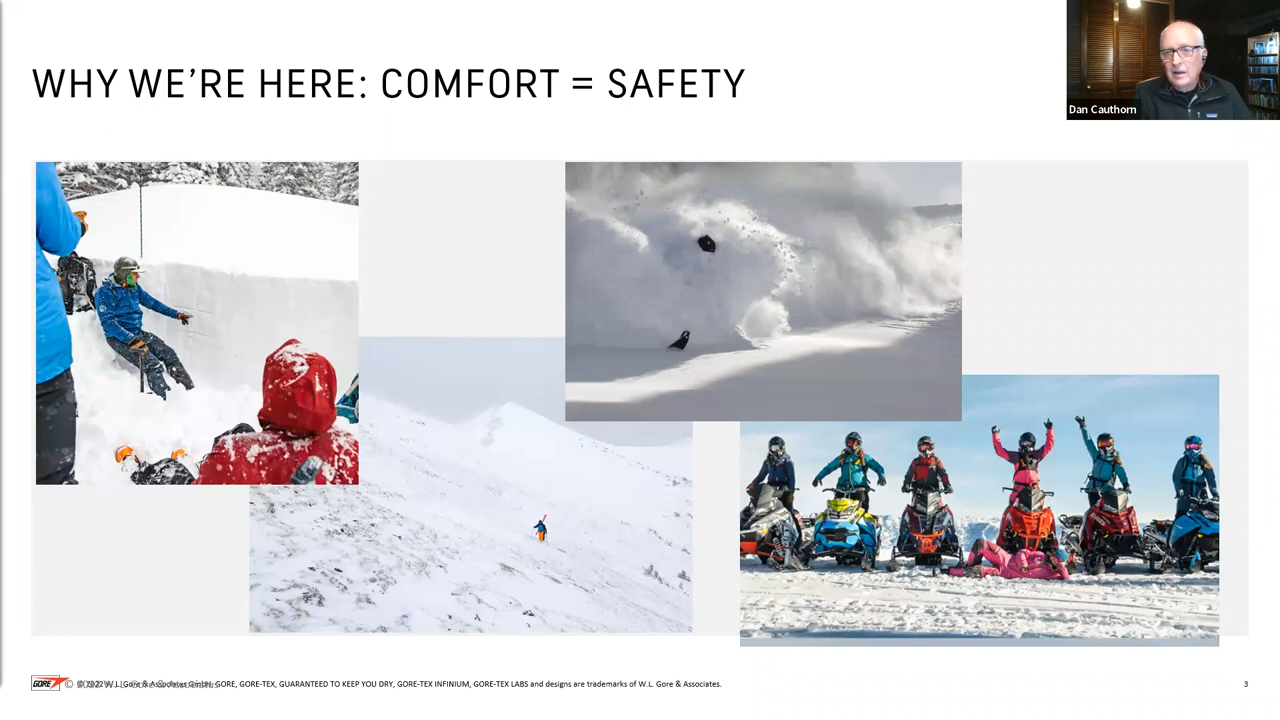 WHY WE'RE HERE: COMFORT = SAFETY
Dan Cauthorn
GORE © 2022 W. L. Gore & Associates GmbH. GORE, GORE-TEX, GUARANTEED TO KEEP YOU DRY, GORE-TEX INFINIUM, GORE-TEX LABS and designs are trademarks of W.L. Gore & Associates.
3